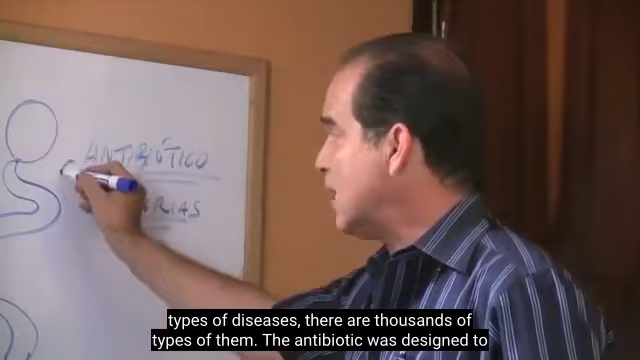 ANTIBIÓTICO
types of diseases, there are thousands of
types of them. The antibiotic was designed to